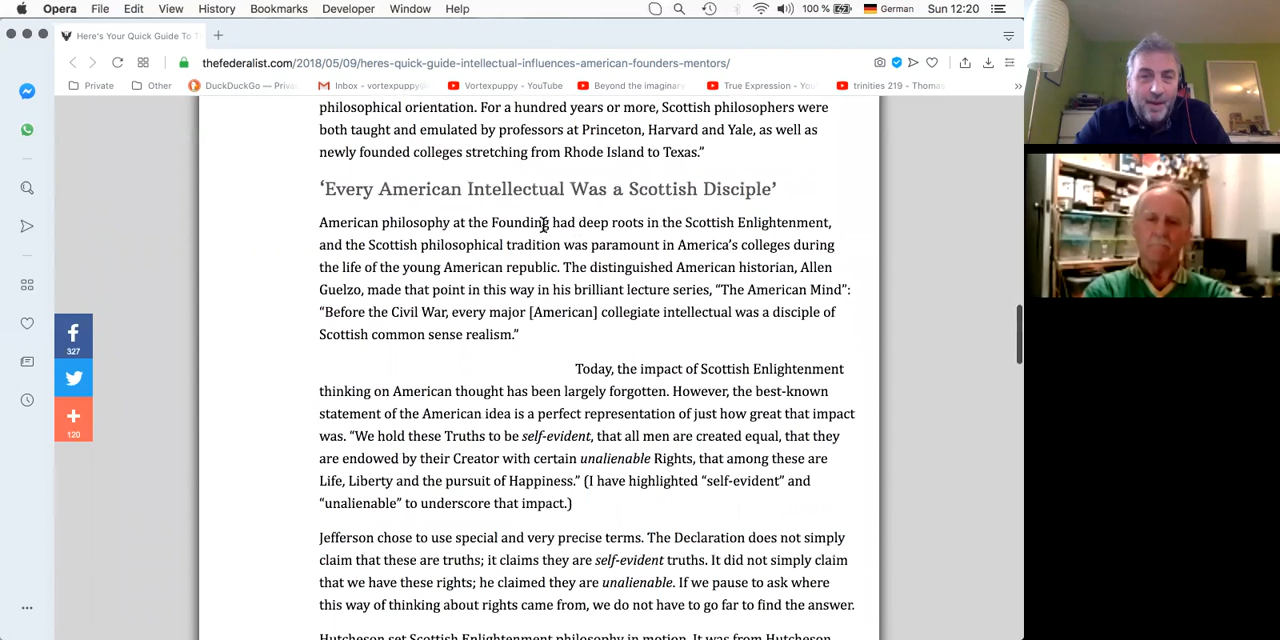 Opera File Edit View History Bookmarks Developer Window Help 100 % German Sun 12:20
Here's Your Quick Guide To T
thefederalist.com/2018/05/09/heres-quick-guide-intellectual-influences-american-founders-mentors/
Private Other DuckDuckGo — Priva Inbox - vortexpuppy@ Vortexpuppy - YouTube Beyond the imaginary True Expression - You trinities 219 - Thomas »
philosophical orientation. For a hundred years or more, Scottish philosophers were
both taught and emulated by professors at Princeton, Harvard and Yale, as well as
newly founded colleges stretching from Rhode Island to Texas.”
‘Every American Intellectual Was a Scottish Disciple’
American philosophy at the Founding had deep roots in the Scottish Enlightenment,
and the Scottish philosophical tradition was paramount in America’s colleges during
the life of the young American republic. The distinguished American historian, Allen
Guelzo, made that point in this way in his brilliant lecture series, “The American Mind”:
“Before the Civil War, every major [American] collegiate intellectual was a disciple of
Scottish common sense realism.”
Today, the impact of Scottish Enlightenment
thinking on American thought has been largely forgotten. However, the best-known
statement of the American idea is a perfect representation of just how great that impact
was. “We hold these Truths to be self-evident, that all men are created equal, that they
are endowed by their Creator with certain unalienable Rights, that among these are
Life, Liberty and the pursuit of Happiness.” (I have highlighted “self-evident” and
“unalienable” to underscore that impact.)
Jefferson chose to use special and very precise terms. The Declaration does not simply
claim that these are truths; it claims they are self-evident truths. It did not simply claim
that we have these rights; he claimed they are unalienable. If we pause to ask where
this way of thinking about rights came from, we do not have to go far to find the answer.
Hutcheson set Scottish Enlightenment philosophy in motion. It was from Hutcheson
327
120